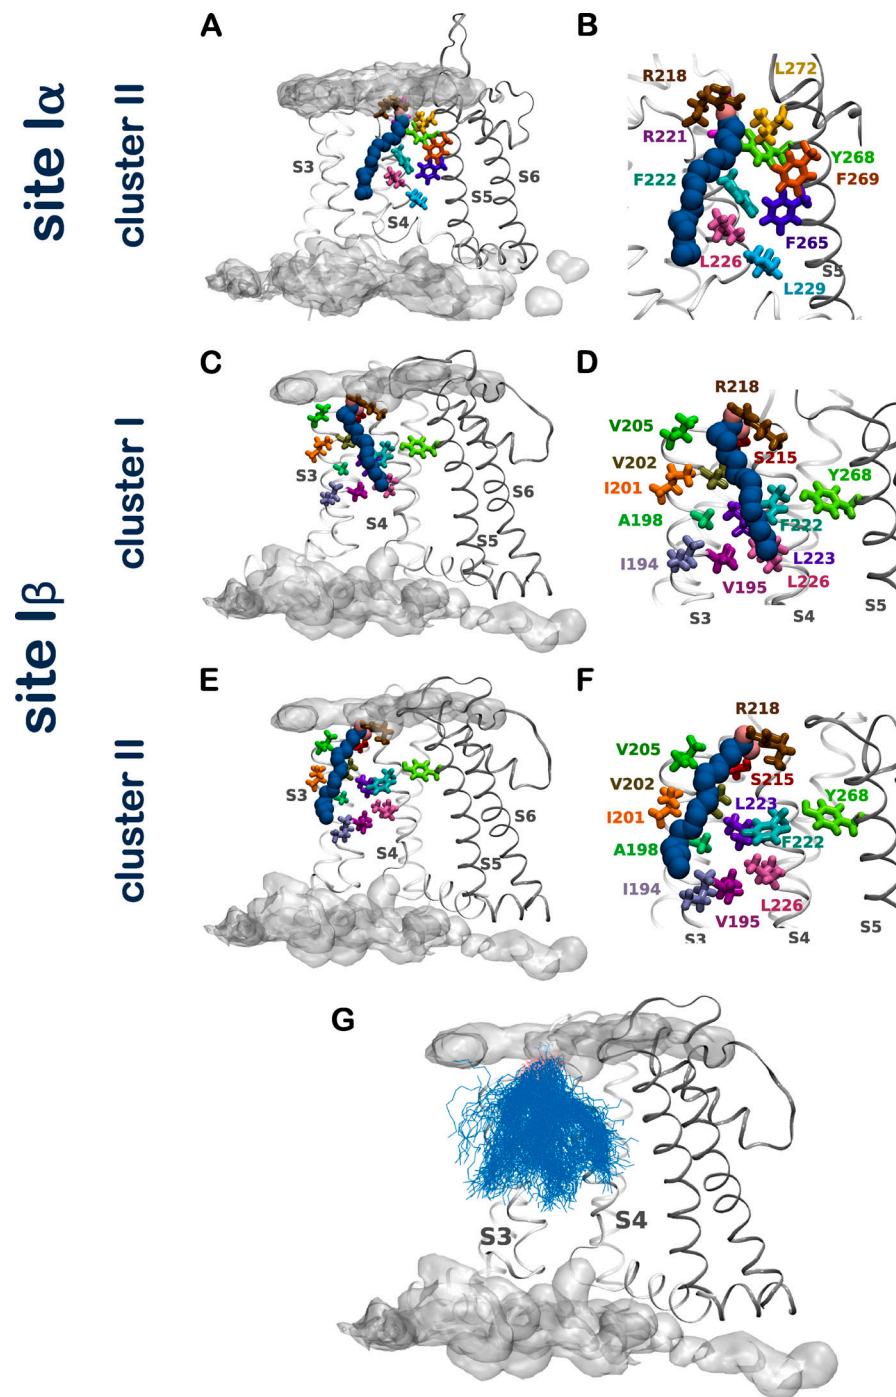 site Iα
cluster II
A
S3
S4
S5
S6
B
R218
L272
R221
Y268
F222
F269
L226
F265
S5
L229
site Iβ
cluster I
C
S3
S4
S5
S6
D
R218
V205
S215
V202
Y268
I201
A198
F222
L223
I194
V195
L226
S3
S4
S5
cluster II
E
S3
S4
S5
S6
F
R218
V205
S215
V202
L223
Y268
I201
F222
A198
I194
L226
V195
S3
S4
S5
G
S3
S4